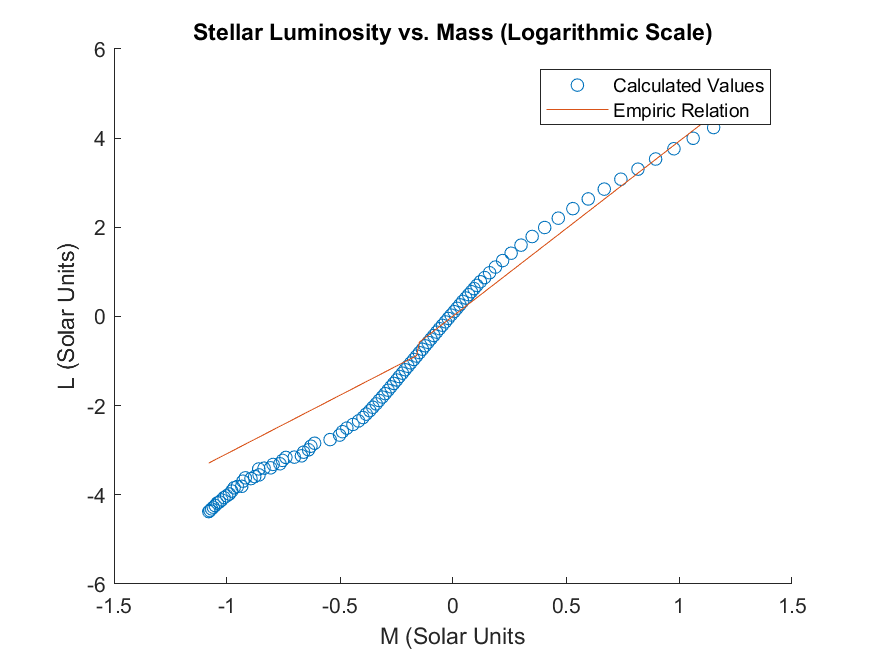 Stellar Luminosity vs. Mass (Logarithmic Scale)
6
Calculated Values
Empiric Relation
4
2
0
-2
-4
-6
L (Solar Units)
-1.5 -1 -0.5 0 0.5 1 1.5
M (Solar Units